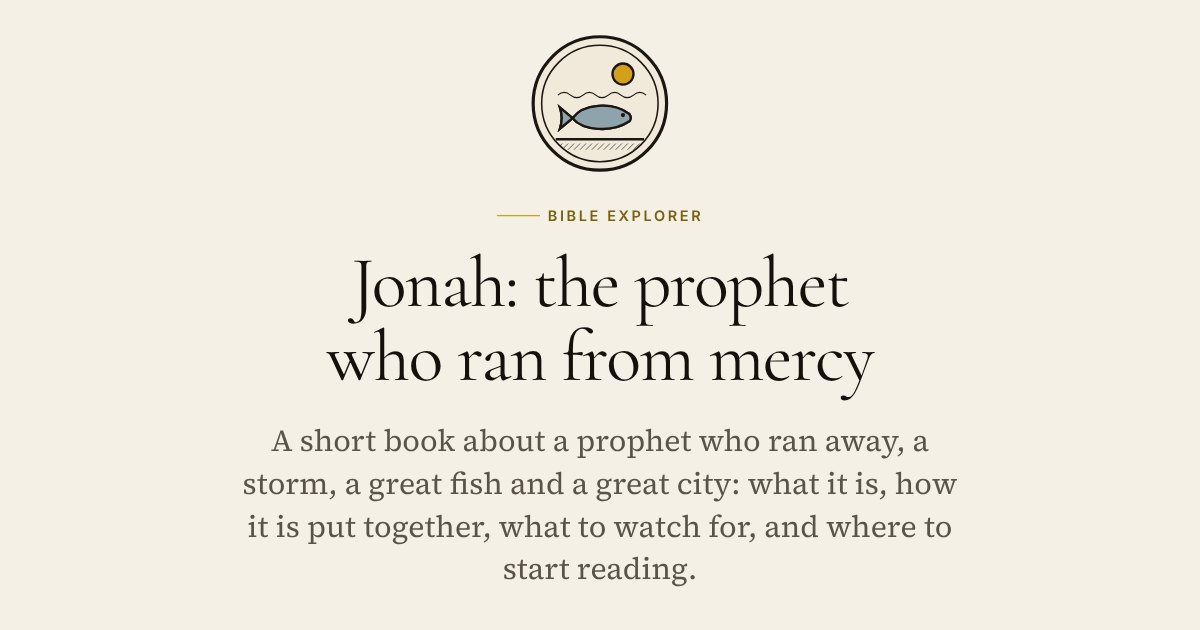 BIBLE EXPLORER
Jonah: the prophet
who ran from mercy
A short book about a prophet who ran away, a
storm, a great fish and a great city: what it is, how
it is put together, what to watch for, and where to
start reading.